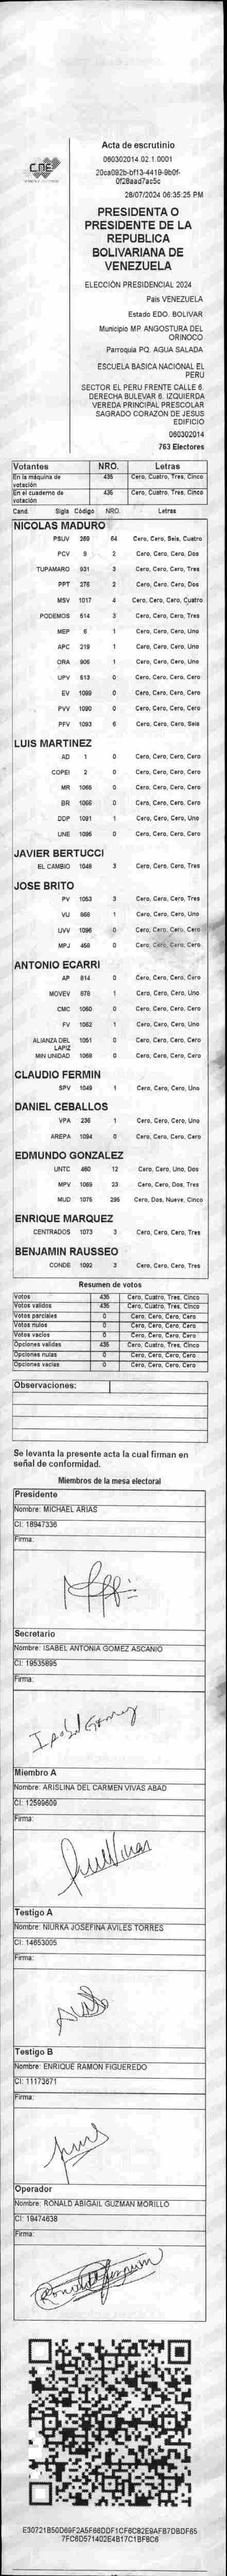 CNE
Acta de escrutinio
060302014.02.1.0001
20ca092b-bf13-4419-9b0f-
0f28aad7ac5c
28/07/2024 06:35:25 PM
PRESIDENTA O
PRESIDENTE DE LA
REPUBLICA
BOLIVARIANA DE
VENEZUELA
ELECCIÓN PRESIDENCIAL 2024
País VENEZUELA
Estado EDO. BOLIVAR
Municipio MP. ANGOSTURA DEL
ORINOCO
Parroquia PQ. AGUA SALADA
ESCUELA BASICA NACIONAL EL
PERU
SECTOR EL PERU FRENTE CALLE 6.
DERECHA BULEVAR 6. IZQUIERDA
VEREDA PRINCIPAL PRESCOLAR
SAGRADO CORAZON DE JESUS
EDIFICIO
060302014
763 Electores
Votantes NRO. Letras
En la máquina de votación 435 Cero, Cuatro, Tres, Cinco
En el cuaderno de votación 435 Cero, Cuatro, Tres, Cinco
Cand. Sigla Código NRO. Letras
NICOLAS MADURO
PSUV 269 64 Cero, Cero, Seis, Cuatro
PCV 9 2 Cero, Cero, Cero, Dos
TUPAMARO 931 3 Cero, Cero, Cero, Tres
PPT 276 2 Cero, Cero, Cero, Dos
MSV 1017 4 Cero, Cero, Cero, Cuatro
PODEMOS 514 3 Cero, Cero, Cero, Tres
MEP 6 1 Cero, Cero, Cero, Uno
APC 219 1 Cero, Cero, Cero, Uno
ORA 906 1 Cero, Cero, Cero, Uno
UPV 513 0 Cero, Cero, Cero, Cero
EV 1089 0 Cero, Cero, Cero, Cero
PVV 1090 0 Cero, Cero, Cero, Cero
PFV 1093 6 Cero, Cero, Cero, Seis
LUIS MARTINEZ
AD 1 0 Cero, Cero, Cero, Cero
COPEI 2 0 Cero, Cero, Cero, Cero
MR 1065 0 Cero, Cero, Cero, Cero
BR 1066 0 Cero, Cero, Cero, Cero
DDP 1091 1 Cero, Cero, Cero, Uno
UNE 1095 0 Cero, Cero, Cero, Cero
JAVIER BERTUCCI
EL CAMBIO 1048 3 Cero, Cero, Cero, Tres
JOSE BRITO
PV 1053 3 Cero, Cero, Cero, Tres
VU 868 1 Cero, Cero, Cero, Uno
UVV 1096 0 Cero, Cero, Cero, Cero
MPJ 458 0 Cero, Cero, Cero, Cero
ANTONIO ECARRI
AP 814 0 Cero, Cero, Cero, Cero
MOVEV 878 1 Cero, Cero, Cero, Uno
CMC 1050 0 Cero, Cero, Cero, Cero
FV 1062 1 Cero, Cero, Cero, Uno
ALIANZA DEL LAPIZ 1051 0 Cero, Cero, Cero, Cero
MIN UNIDAD 1068 0 Cero, Cero, Cero, Cero
CLAUDIO FERMIN
SPV 1049 1 Cero, Cero, Cero, Uno
DANIEL CEBALLOS
VPA 236 1 Cero, Cero, Cero, Uno
AREPA 1094 0 Cero, Cero, Cero, Cero
EDMUNDO GONZALEZ
UNTC 460 12 Cero, Cero, Uno, Dos
MPV 1069 23 Cero, Cero, Dos, Tres
MUD 1075 295 Cero, Dos, Nueve, Cinco
ENRIQUE MARQUEZ
CENTRADOS 1073 3 Cero, Cero, Cero, Tres
BENJAMIN RAUSSEO
CONDE 1092 3 Cero, Cero, Cero, Tres
Resumen de votos
Votos 435 Cero, Cuatro, Tres, Cinco
Votos validos 435 Cero, Cuatro, Tres, Cinco
Votos parciales 0 Cero, Cero, Cero, Cero
Votos nulos 0 Cero, Cero, Cero, Cero
Votos vacios 0 Cero, Cero, Cero, Cero
Opciones validas 435 Cero, Cuatro, Tres, Cinco
Opciones nulas 0 Cero, Cero, Cero, Cero
Opciones vacias 0 Cero, Cero, Cero, Cero
Observaciones:
Se levanta la presente acta la cual firman en
señal de conformidad.
Miembros de la mesa electoral
Presidente
Nombre: MICHAEL ARIAS
CI: 18947336
Firma:
Secretario
Nombre: ISABEL ANTONIA GOMEZ ASCANIO
CI: 19535895
Firma:
Isabel Gomez
Miembro A
Nombre: ARISLINA DEL CARMEN VIVAS ABAD
CI: 12599609
Firma:
Testigo A
Nombre: NIURKA JOSEFINA AVILES TORRES
CI: 14653005
Firma:
Testigo B
Nombre: ENRIQUE RAMON FIGUEREDO
CI: 11173671
Firma:
Operador
Nombre: RONALD ABIGAIL GUZMAN MORILLO
CI: 19474638
Firma:
E30721B50D69F2A5F66DDF1CF6C82E9AFB7DBDF65
7FC6D571402E4B17C1BF8C6